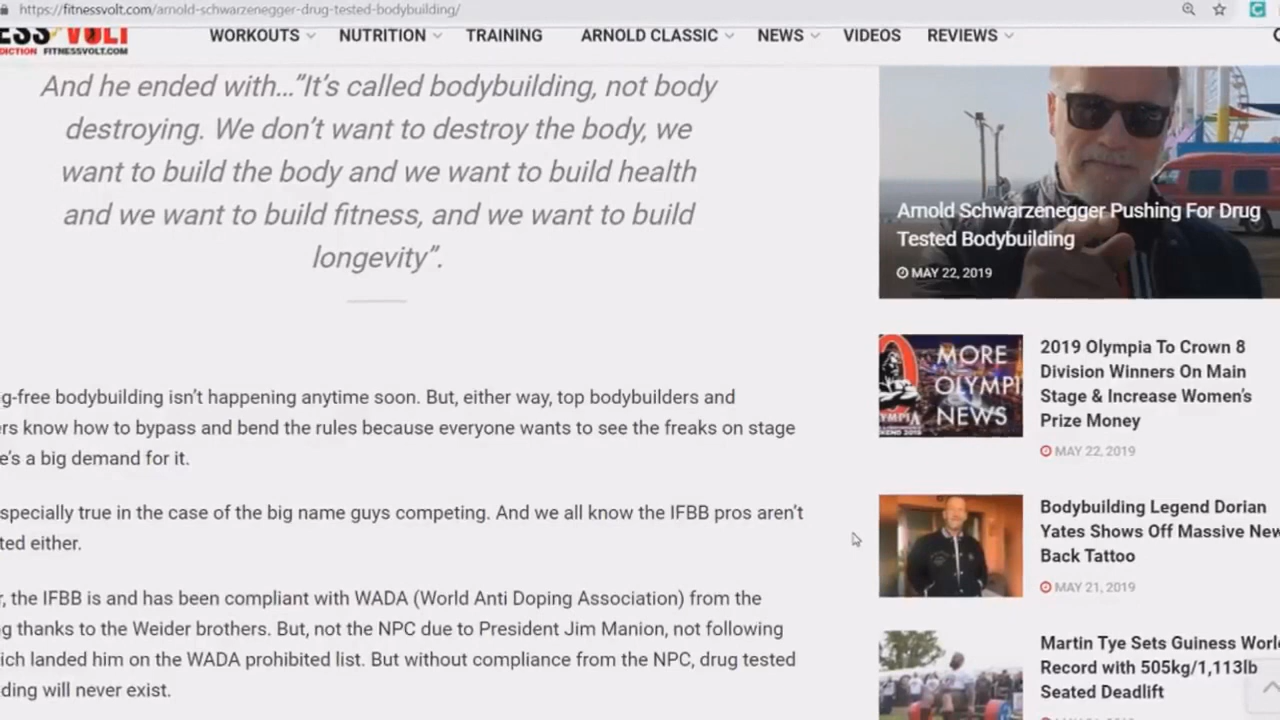 https://fitnessvolt.com/arnold-schwarzenegger-drug-tested-bodybuilding/
ESS VOLT
DICTION FITNESSVOLT.COM
WORKOUTS NUTRITION TRAINING ARNOLD CLASSIC NEWS VIDEOS REVIEWS
And he ended with…”It’s called bodybuilding, not body
destroying. We don’t want to destroy the body, we
want to build the body and we want to build health
and we want to build fitness, and we want to build
longevity”.
g-free bodybuilding isn’t happening anytime soon. But, either way, top bodybuilders and
rs know how to bypass and bend the rules because everyone wants to see the freaks on stage
e’s a big demand for it.
specially true in the case of the big name guys competing. And we all know the IFBB pros aren’t
ted either.
r, the IFBB is and has been compliant with WADA (World Anti Doping Association) from the
g thanks to the Weider brothers. But, not the NPC due to President Jim Manion, not following
ich landed him on the WADA prohibited list. But without compliance from the NPC, drug tested
ding will never exist.
Arnold Schwarzenegger Pushing For Drug
Tested Bodybuilding
MAY 22, 2019
MORE
OLYMPI
NEWS
2019 Olympia To Crown 8
Division Winners On Main
Stage & Increase Women’s
Prize Money
MAY 22, 2019
Bodybuilding Legend Dorian
Yates Shows Off Massive New
Back Tattoo
MAY 21, 2019
Martin Tye Sets Guiness Worl
Record with 505kg/1,113lb
Seated Deadlift